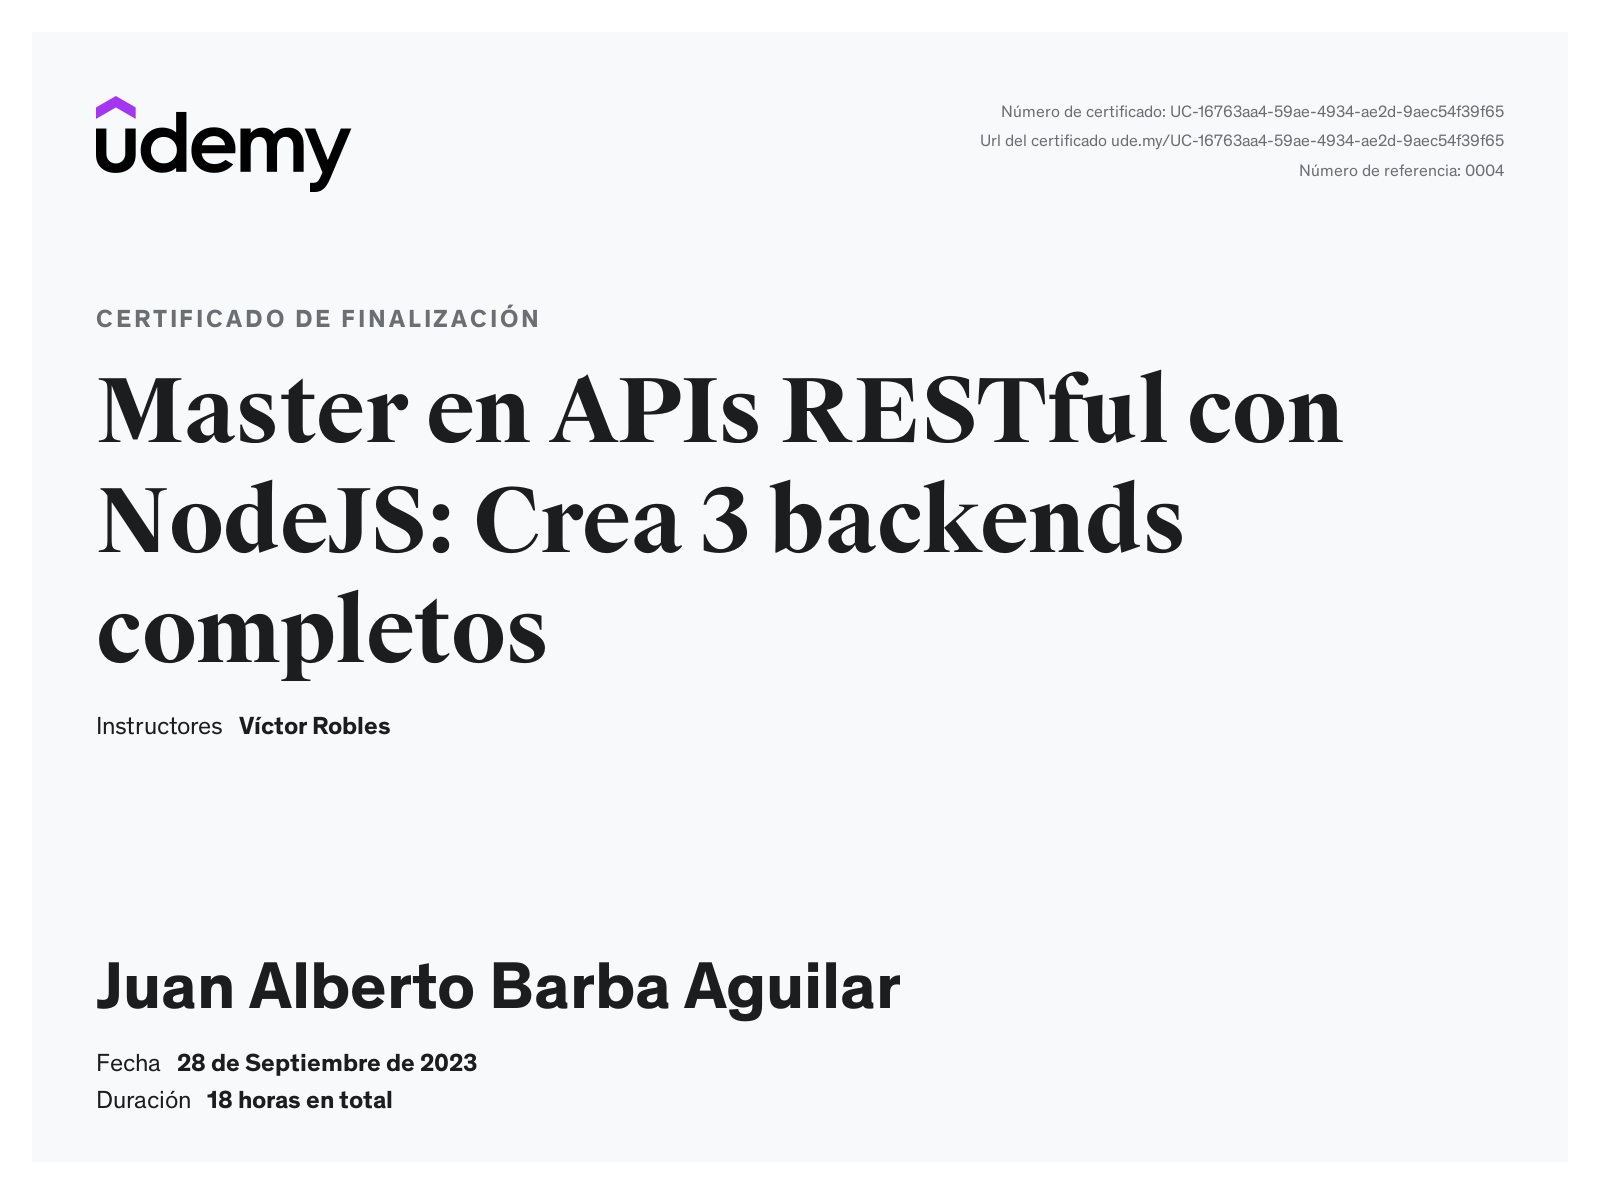 udemy
Número de certificado: UC-16763aa4-59ae-4934-ae2d-9aec54f39f65
Url del certificado ude.my/UC-16763aa4-59ae-4934-ae2d-9aec54f39f65
Número de referencia: 0004
CERTIFICADO DE FINALIZACIÓN
Master en APIs RESTful con
NodeJS: Crea 3 backends
completos
Instructores Víctor Robles
Juan Alberto Barba Aguilar
Fecha 28 de Septiembre de 2023
Duración 18 horas en total